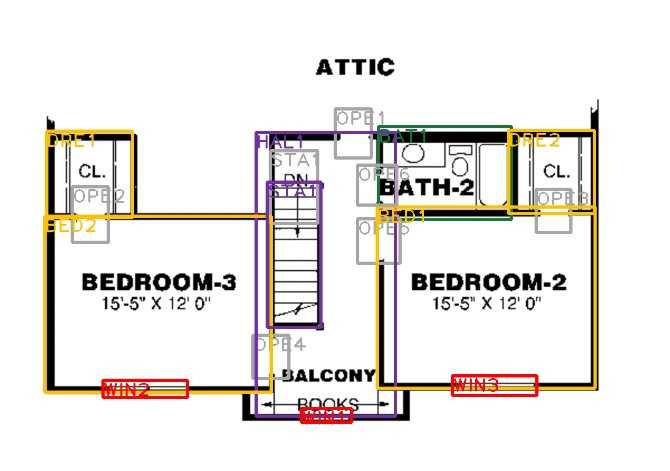 ATTIC
OPE1
DRE1
HAL1
BAT1
DRE2
CL.
STA1
OPE6
CL.
DN
STA1
BATH-2
OPE2
OPE3
BED2
BED1
OPE5
BEDROOM-3
15'-5" X 12' 0"
BEDROOM-2
15'-5" X 12' 0"
OPE4
BALCONY
WIN2
WIN3
BOOKS
WIN1